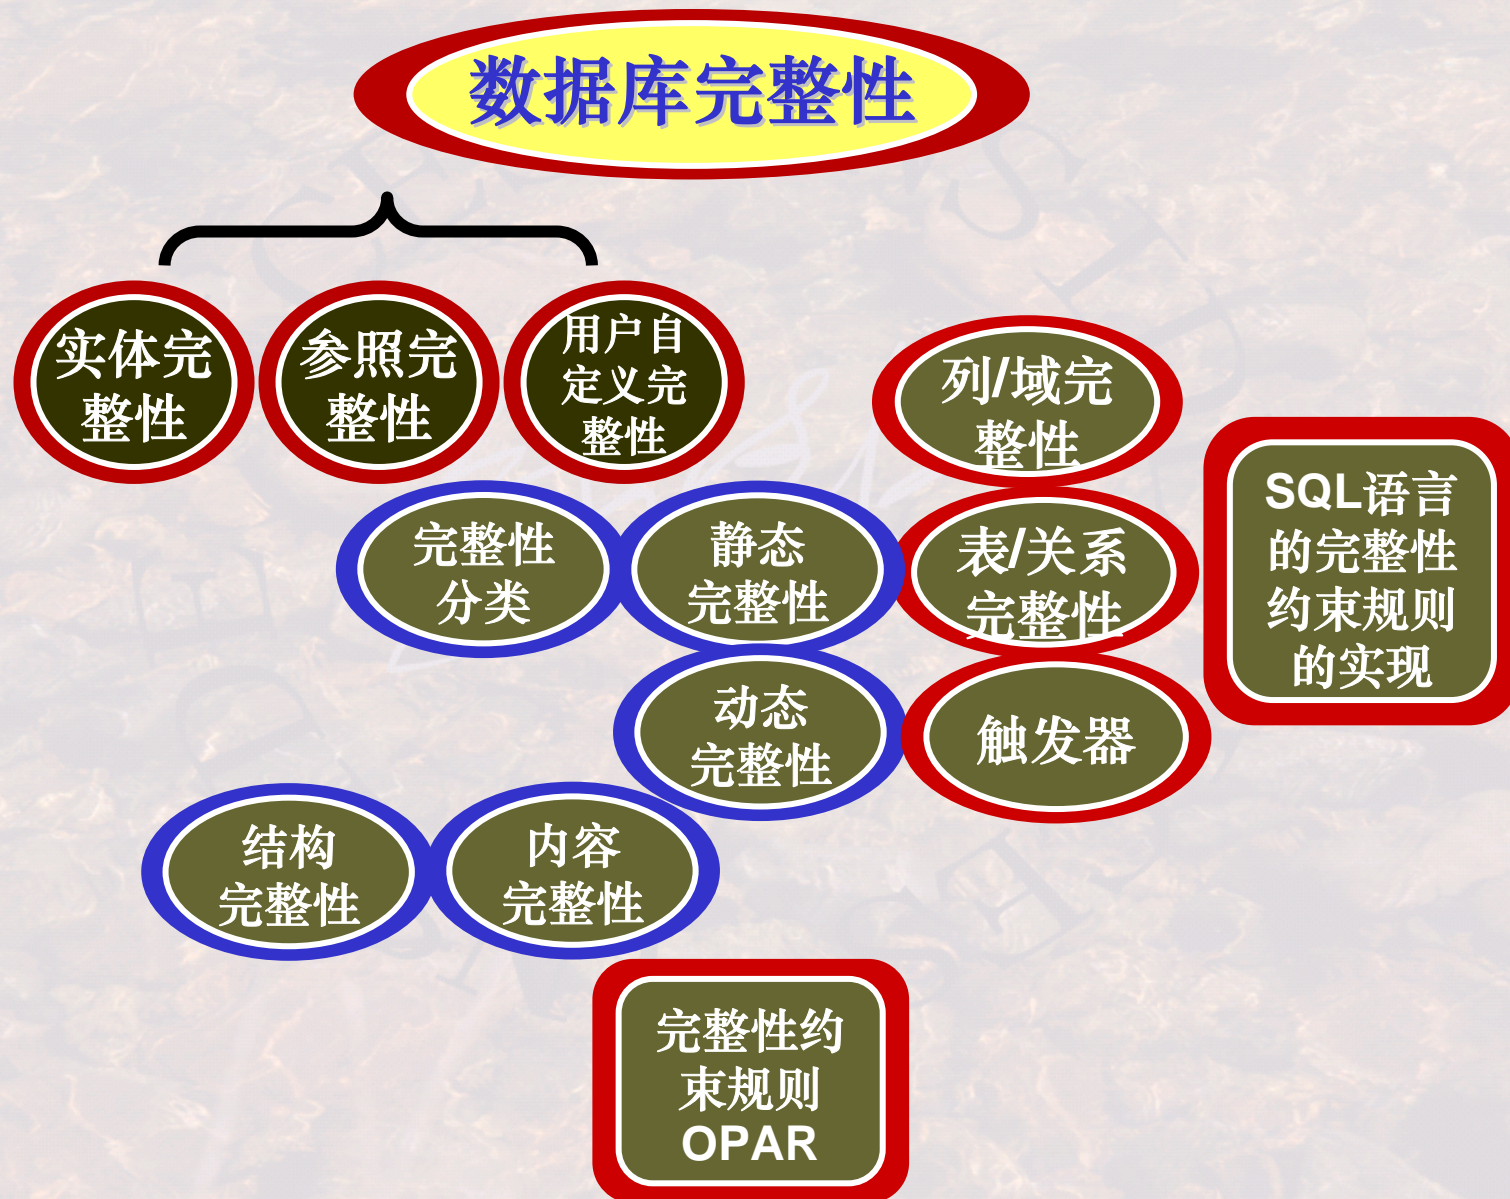 数据库完整性
实体完
整性
参照完
整性
用户自
定义完
整性
列/域完
整性
SQL语言
的完整性
约束规则
的实现
完整性
分类
静态
完整性
表/关系
完整性
动态
完整性
触发器
结构
完整性
内容
完整性
完整性约
束规则
OPAR